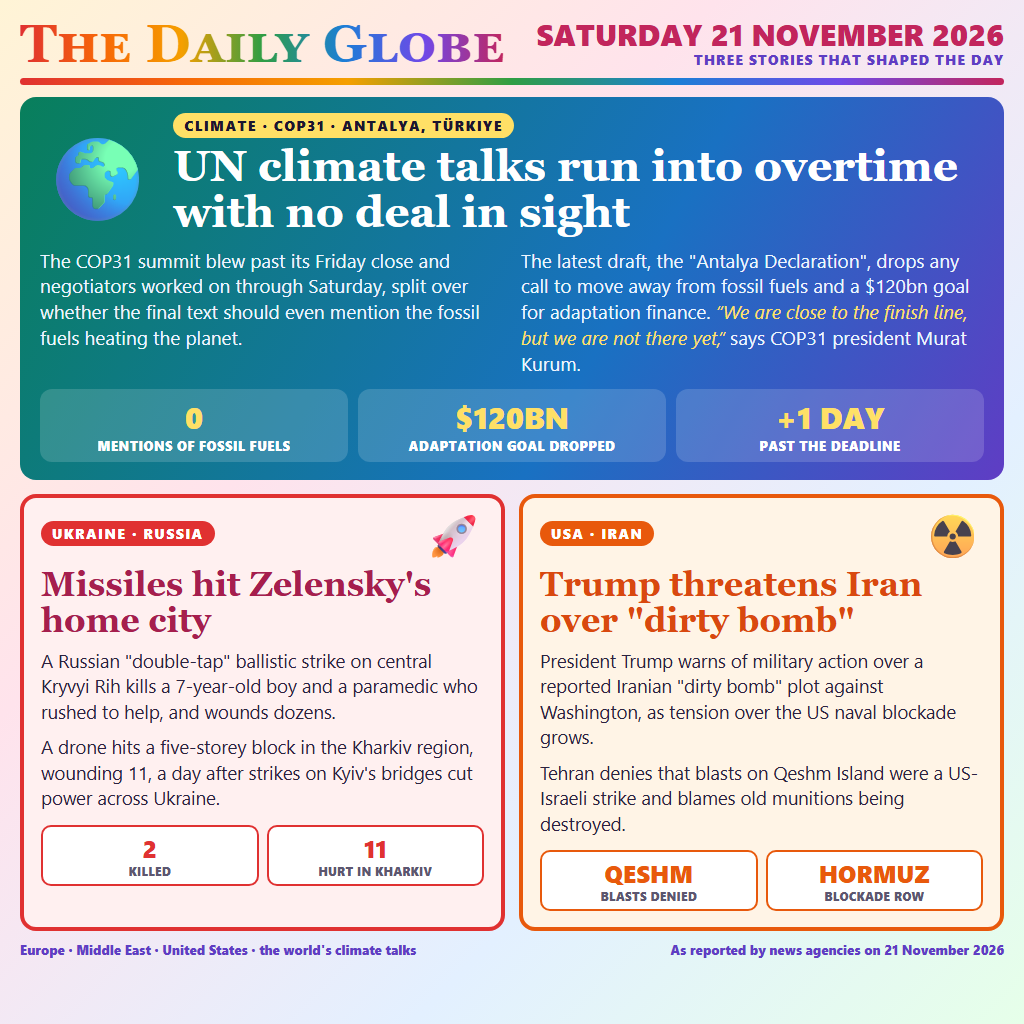 The Daily Globe
SATURDAY 21 NOVEMBER 2026
THREE STORIES THAT SHAPED THE DAY
CLIMATE · COP31 · ANTALYA, TÜRKIYE
UN climate talks run into overtime
with no deal in sight
The COP31 summit blew past its Friday close and
negotiators worked on through Saturday, split over
whether the final text should even mention the fossil
fuels heating the planet.
The latest draft, the "Antalya Declaration", drops any
call to move away from fossil fuels and a $120bn goal
for adaptation finance. “We are close to the finish line,
but we are not there yet,” says COP31 president Murat
Kurum.
0
MENTIONS OF FOSSIL FUELS
$120BN
ADAPTATION GOAL DROPPED
+1 DAY
PAST THE DEADLINE
UKRAINE · RUSSIA
Missiles hit Zelensky's
home city
A Russian "double-tap" ballistic strike on central
Kryvyi Rih kills a 7-year-old boy and a paramedic who
rushed to help, and wounds dozens.
A drone hits a five-storey block in the Kharkiv region,
wounding 11, a day after strikes on Kyiv's bridges cut
power across Ukraine.
2
KILLED
11
HURT IN KHARKIV
USA · IRAN
Trump threatens Iran
over "dirty bomb"
President Trump warns of military action over a
reported Iranian "dirty bomb" plot against
Washington, as tension over the US naval blockade
grows.
Tehran denies that blasts on Qeshm Island were a US-
Israeli strike and blames old munitions being
destroyed.
QESHM
BLASTS DENIED
HORMUZ
BLOCKADE ROW
Europe · Middle East · United States · the world's climate talks
As reported by news agencies on 21 November 2026